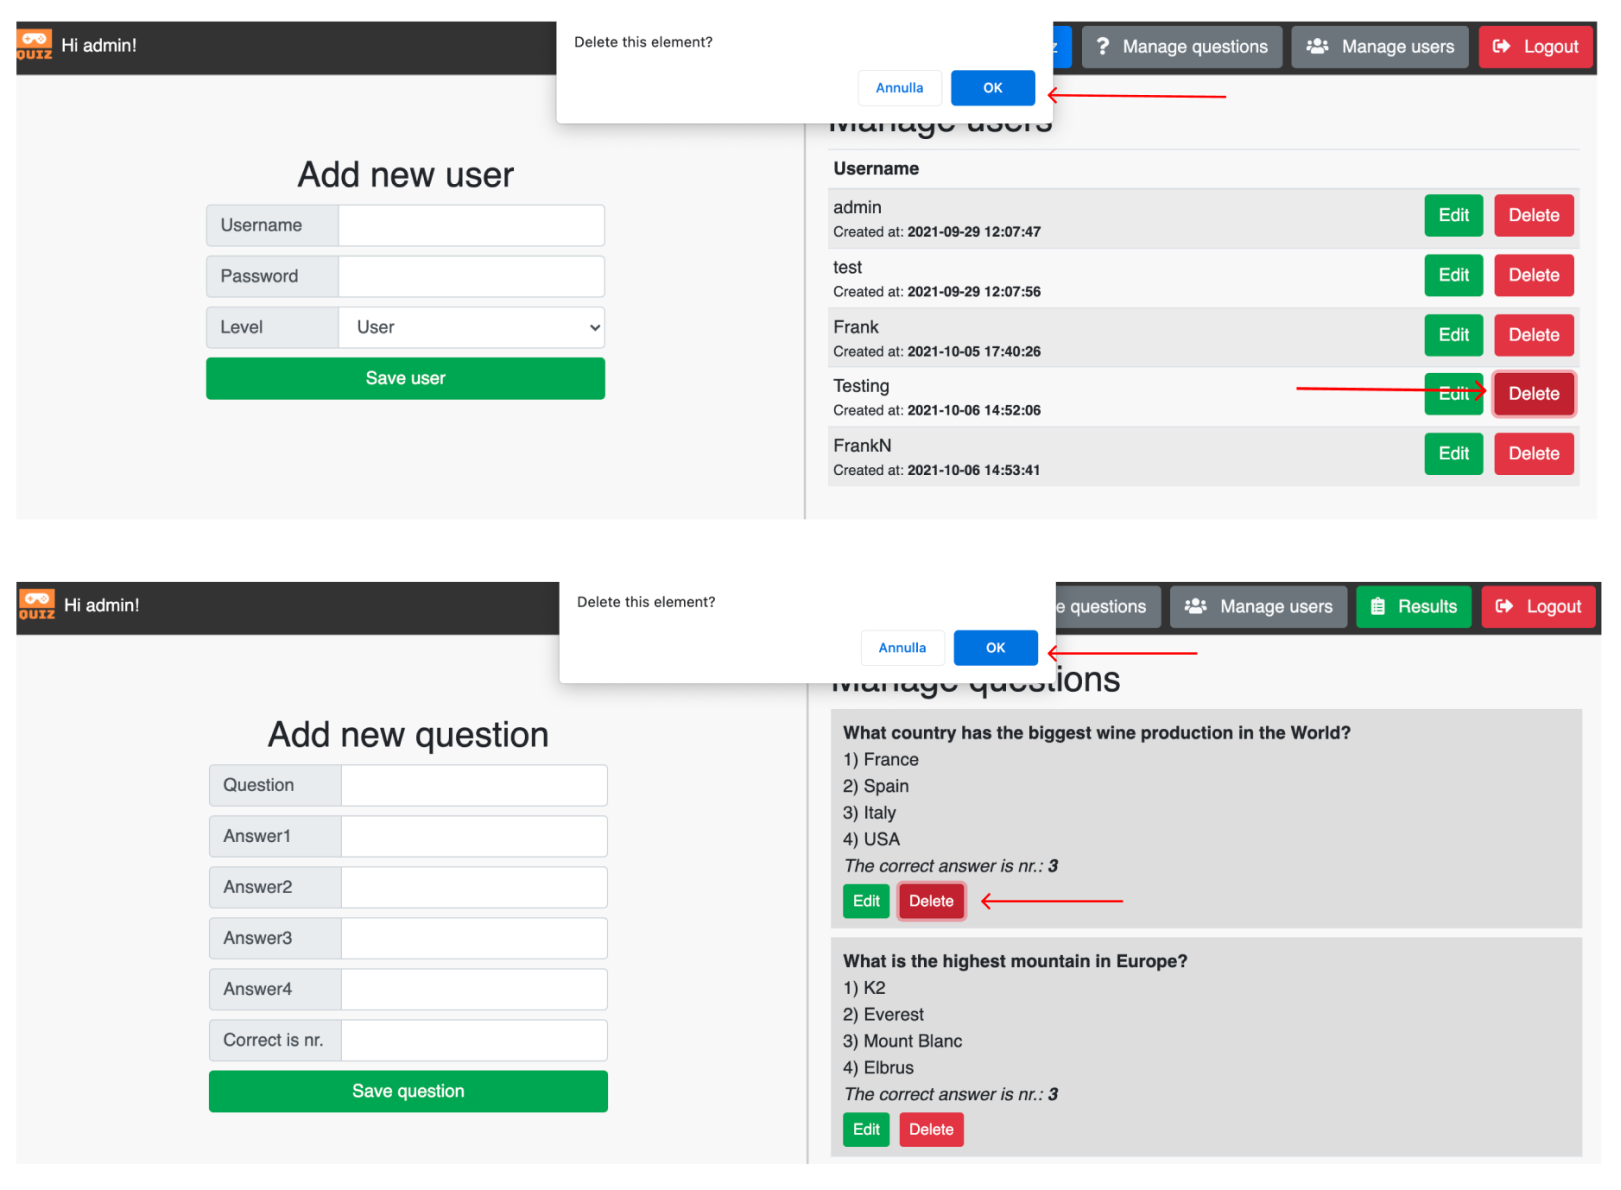 QUIZ Hi admin!
Delete this element?
Annulla OK
z ? Manage questions Manage users Logout
Add new user
Username
Password
Level User
Save user
Manage users
Username
admin
Created at: 2021-09-29 12:07:47
Edit Delete
test
Created at: 2021-09-29 12:07:56
Edit Delete
Frank
Created at: 2021-10-05 17:40:26
Edit Delete
Testing
Created at: 2021-10-06 14:52:06
Edit Delete
FrankN
Created at: 2021-10-06 14:53:41
Edit Delete
QUIZ Hi admin!
Delete this element?
Annulla OK
e questions Manage users Results Logout
Add new question
Question
Answer1
Answer2
Answer3
Answer4
Correct is nr.
Save question
Manage questions
What country has the biggest wine production in the World?
1) France
2) Spain
3) Italy
4) USA
The correct answer is nr.: 3
Edit Delete
What is the highest mountain in Europe?
1) K2
2) Everest
3) Mount Blanc
4) Elbrus
The correct answer is nr.: 3
Edit Delete